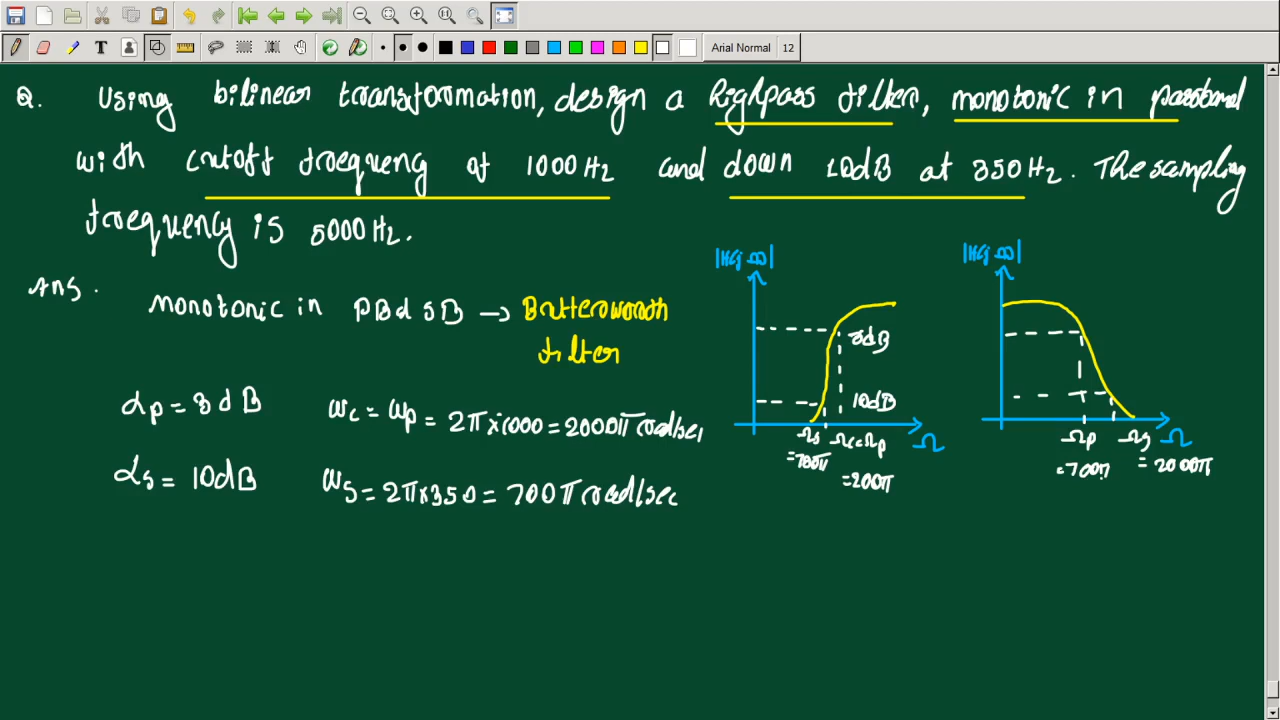 Arial Normal 12
Q. Using bilinear transformation, design a Highpass filter, monotonic in passband
with cutoff frequency at 1000 Hz and down 10dB at 350 Hz. The sampling
frequency is 5000 Hz.
Ans.
monotonic in PB & SB → Butterworth
filter
αp = 3dB ωc = ωp = 2π×1000 = 2000π rad/sec
αs = 10dB ωs = 2π×350 = 700π rad/sec
|H(jΩ)|
3dB
10dB
Ωs Ωc=Ωp Ω
=700π
=200π
|H(jΩ)|
Ωp Ωs Ω
=700π =2000π